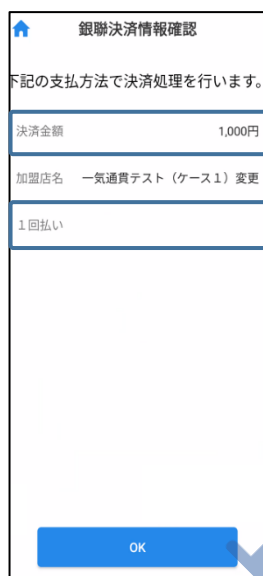 銀聯決済情報確認
下記の支払方法で決済処理を行います。
決済金額 1,000円
加盟店名 一気通貫テスト（ケース１）変更
１回払い
OK